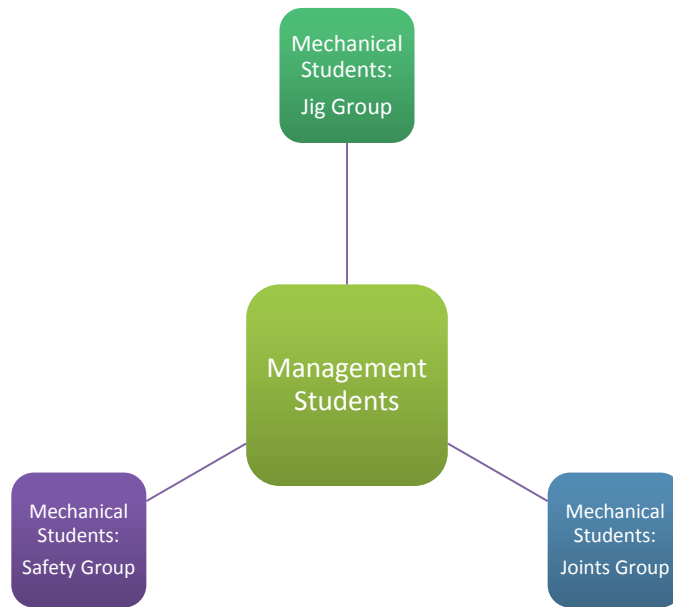 Mechanical
Students:
Jig Group
Management
Students
Mechanical
Students:
Safety Group
Mechanical
Students:
Joints Group